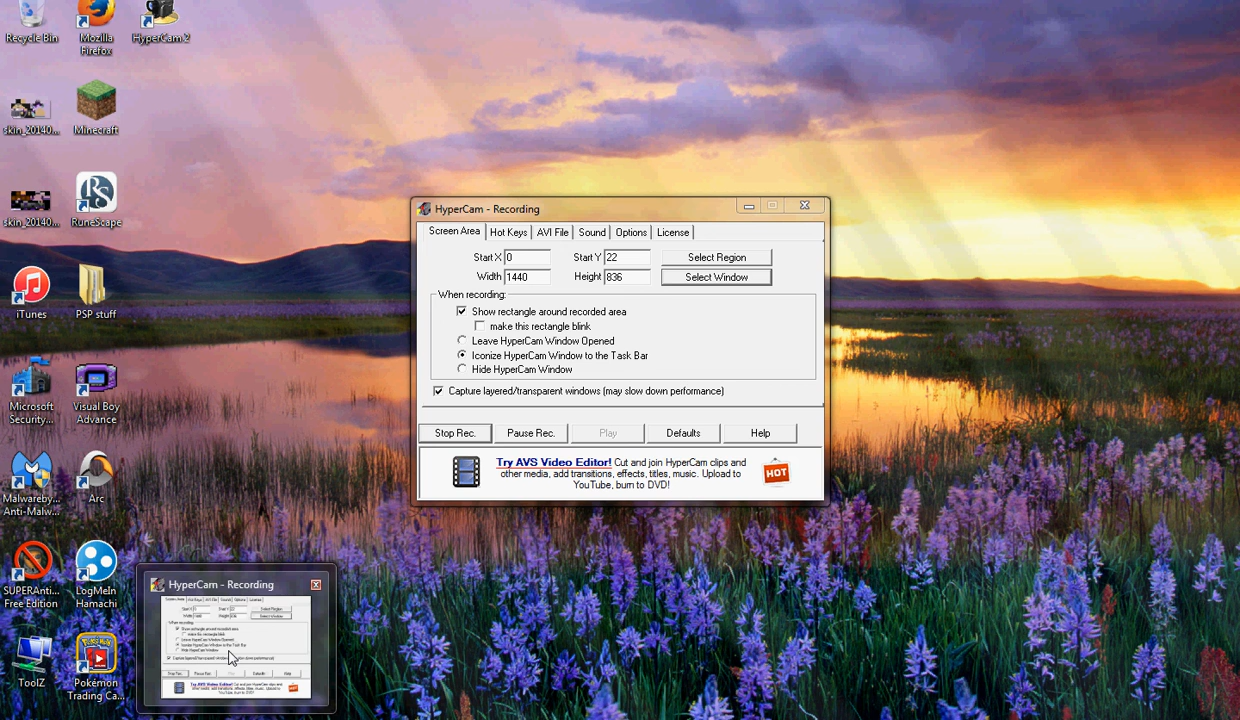 Recycle Bin
Mozilla
Firefox
HyperCam 2
skin_20140...
Minecraft
skin_20140...
RuneScape
RS
iTunes
PSP stuff
Microsoft
Security...
Visual Boy
Advance
Malwareby...
Anti-Malw...
Arc
SUPERAnti...
Free Edition
LogMeIn
Hamachi
ToolZ
Pokémon
Trading Ca...
HyperCam - Recording
Screen Area
Hot Keys
AVI File
Sound
Options
License
Start X 0
Start Y 22
Select Region
Width 1440
Height 836
Select Window
When recording:
Show rectangle around recorded area
make this rectangle blink
Leave HyperCam Window Opened
Iconize HyperCam Window to the Task Bar
Hide HyperCam Window
Capture layered/transparent windows (may slow down performance)
Stop Rec.
Pause Rec.
Play
Defaults
Help
Try AVS Video Editor! Cut and join HyperCam clips and
other media, add transitions, effects, titles, music. Upload to
YouTube, burn to DVD!
HOT
HyperCam - Recording